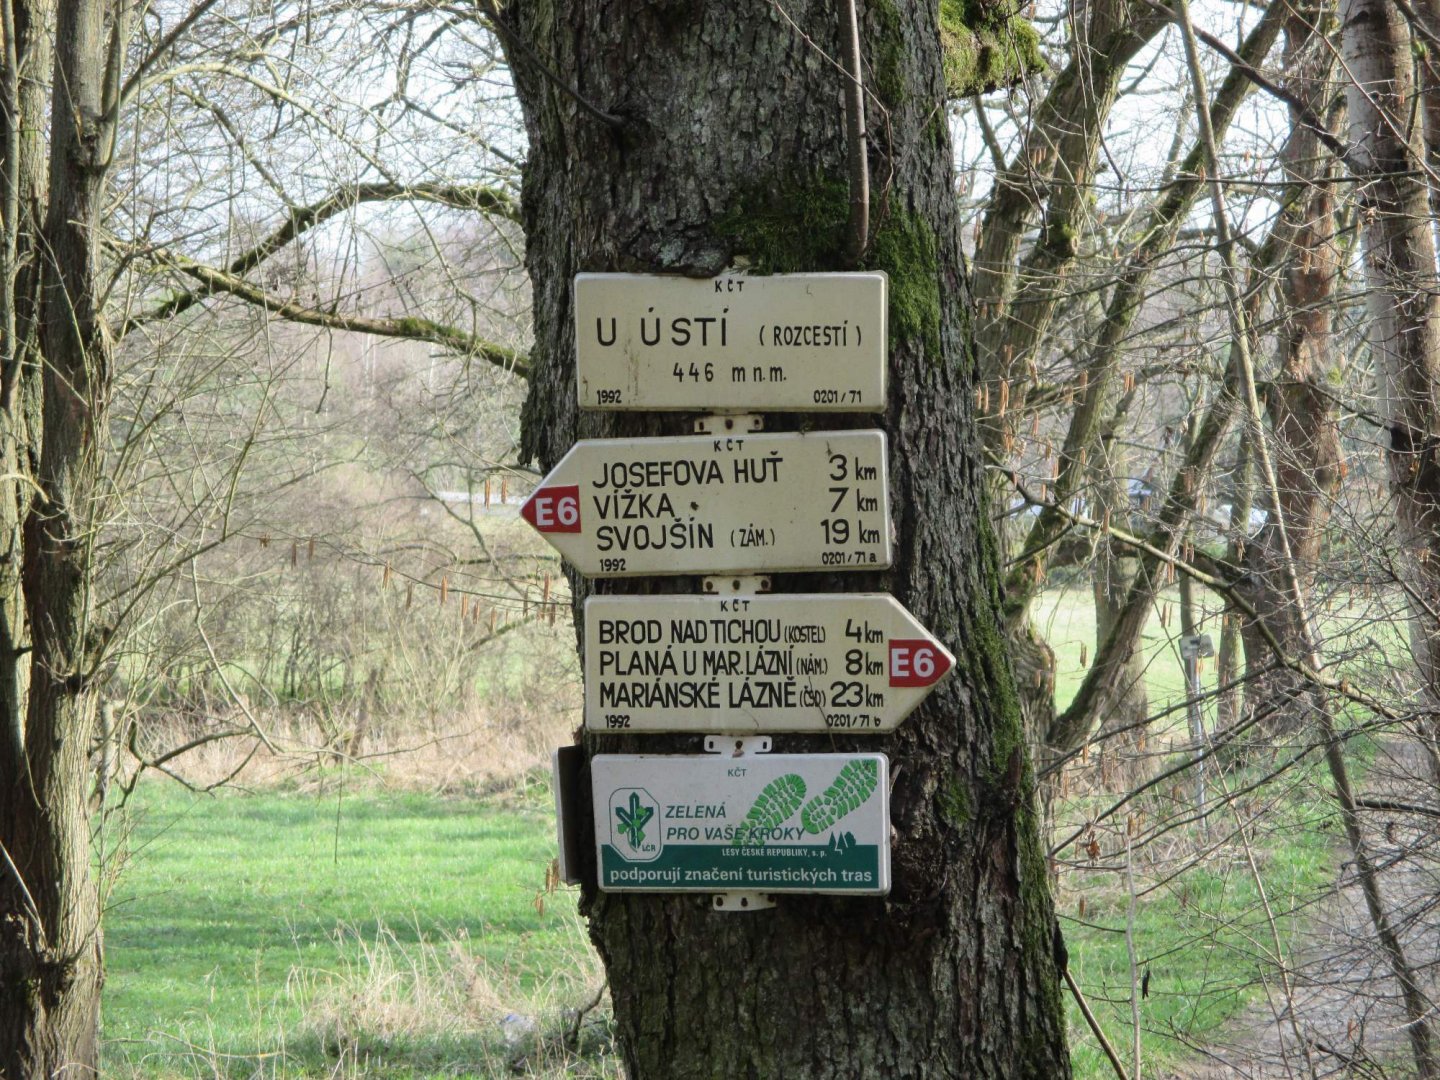 KČT
U ÚSTÍ (ROZCESTÍ)
446 m n.m.
1992 0201/71
KČT
JOSEFOVA HUŤ 3 km
VÍŽKA 7 km
SVOJŠÍN (ZÁM.) 19 km
E6
1992 0201/71 a
KČT
BROD NAD TICHOU (KOSTEL) 4 km
PLANÁ U MAR. LÁZNÍ (NÁM.) 8 km
MARIÁNSKÉ LÁZNĚ (ČSD) 23 km
E6
1992 0201/71 b
KČT
ZELENÁ
PRO VAŠE KROKY
LČR
LESY ČESKÉ REPUBLIKY, s. p.
podporují značení turistických tras